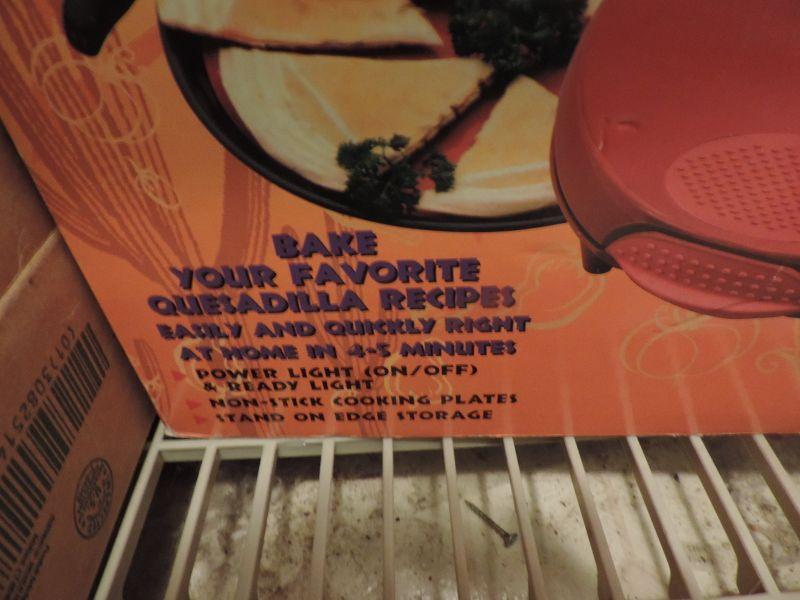 BAKE
YOUR FAVORITE
QUESADILLA RECIPES
EASILY AND QUICKLY RIGHT
AT HOME IN 4-5 MINUTES
POWER LIGHT (ON/OFF)
& READY LIGHT
NON-STICK COOKING PLATES
STAND ON EDGE STORAGE